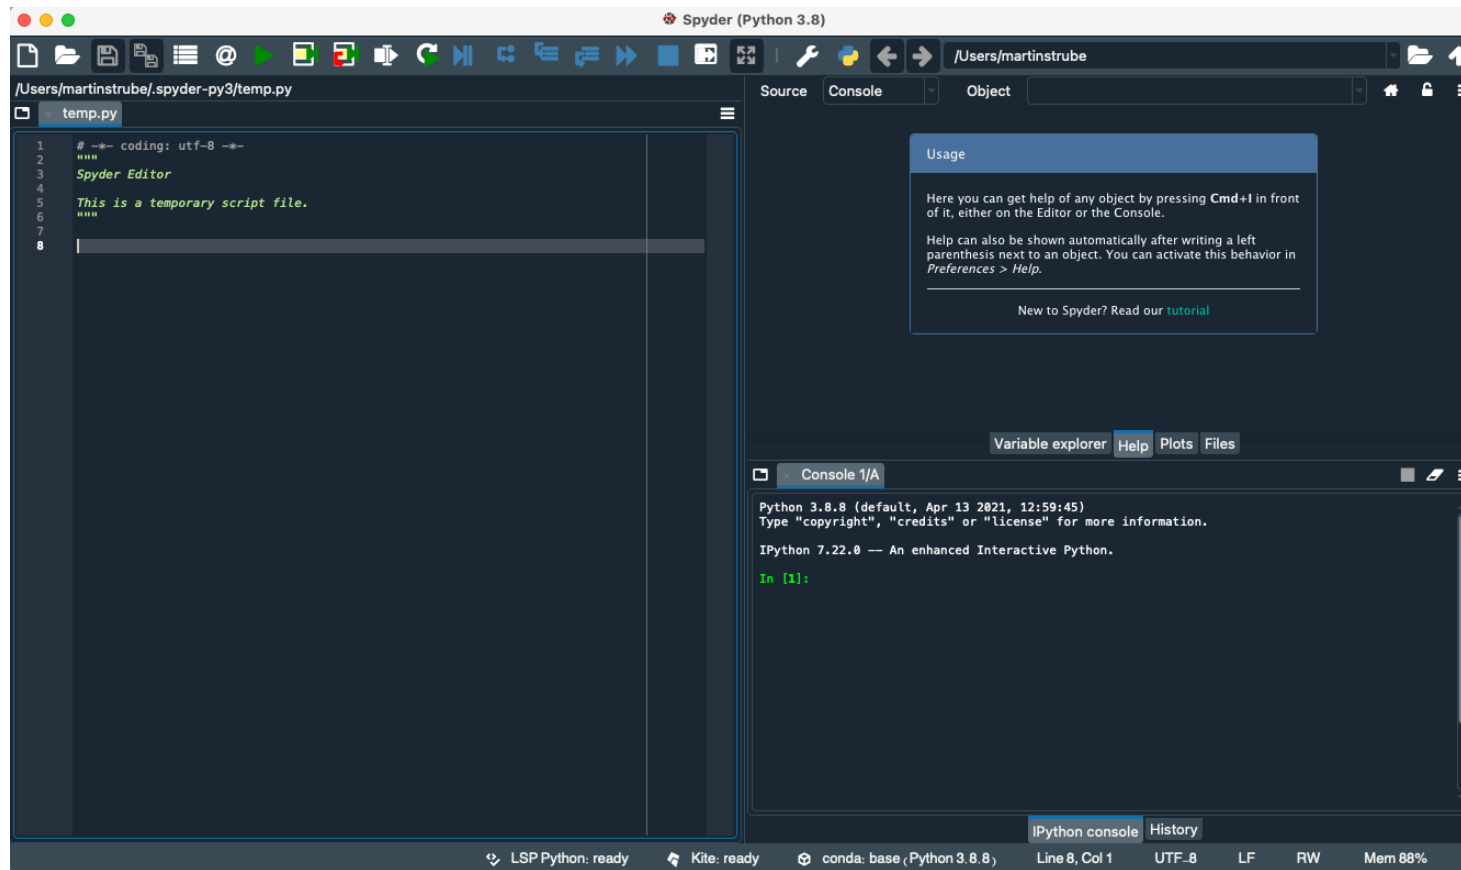 Spyder (Python 3.8)
/Users/martinstrube
/Users/martinstrube/.spyder-py3/temp.py
temp.py
1 # -*- coding: utf-8 -*-
2 """
3 Spyder Editor
4
5 This is a temporary script file.
6 """
7
8
Source Console Object
Usage
Here you can get help of any object by pressing Cmd+I in front
of it, either on the Editor or the Console.
Help can also be shown automatically after writing a left
parenthesis next to an object. You can activate this behavior in
Preferences > Help.
New to Spyder? Read our tutorial
Variable explorer Help Plots Files
Console 1/A
Python 3.8.8 (default, Apr 13 2021, 12:59:45)
Type "copyright", "credits" or "license" for more information.
IPython 7.22.0 -- An enhanced Interactive Python.
In [1]:
IPython console History
LSP Python: ready Kite: ready conda: base (Python 3.8.8) Line 8, Col 1 UTF-8 LF RW Mem 88%